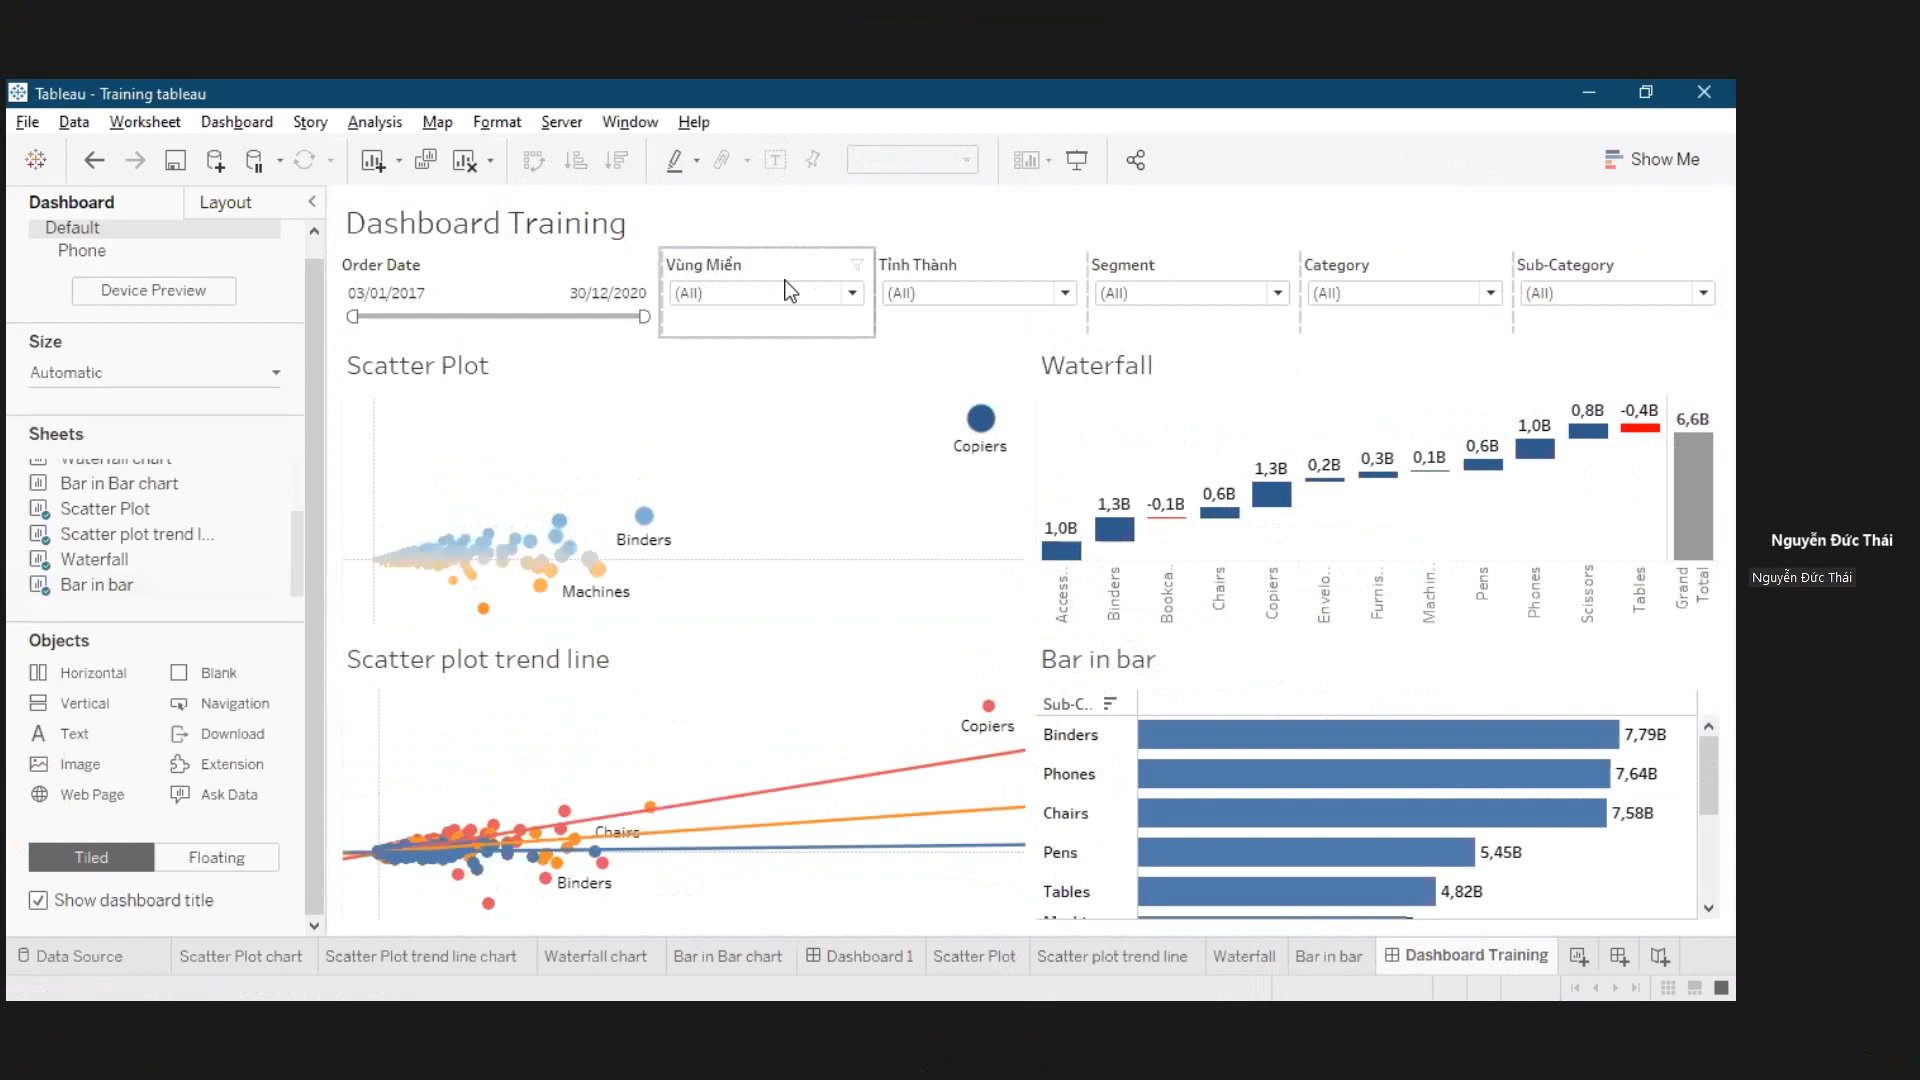 Tableau - Training tableau
File Data Worksheet Dashboard Story Analysis Map Format Server Window Help
Show Me
Dashboard Layout
Default
Phone
Device Preview
Size
Automatic
Sheets
Waterfall chart
Bar in Bar chart
Scatter Plot
Scatter plot trend l...
Waterfall
Bar in bar
Objects
Horizontal Blank
Vertical Navigation
Text Download
Image Extension
Web Page Ask Data
Tiled Floating
Show dashboard title
Dashboard Training
Order Date Vùng Miền Tỉnh Thành Segment Category Sub-Category
03/01/2017 30/12/2020 (All) (All) (All) (All) (All)
Scatter Plot
Copiers
Binders
Machines
Waterfall
1,0B 1,3B -0,1B 0,6B 1,3B 0,2B 0,3B 0,1B 0,6B 1,0B 0,8B -0,4B 6,6B
Access.. Binders Bookca.. Chairs Copiers Envelo.. Furnis.. Machin.. Pens Phones Scissors Tables Grand Total
Scatter plot trend line
Copiers
Chairs
Binders
Bar in bar
Sub-C..
Binders 7,79B
Phones 7,64B
Chairs 7,58B
Pens 5,45B
Tables 4,82B
Data Source Scatter Plot chart Scatter Plot trend line chart Waterfall chart Bar in Bar chart Dashboard 1 Scatter Plot Scatter plot trend line Waterfall Bar in bar Dashboard Training
Nguyễn Đức Thái
Nguyễn Đức Thái